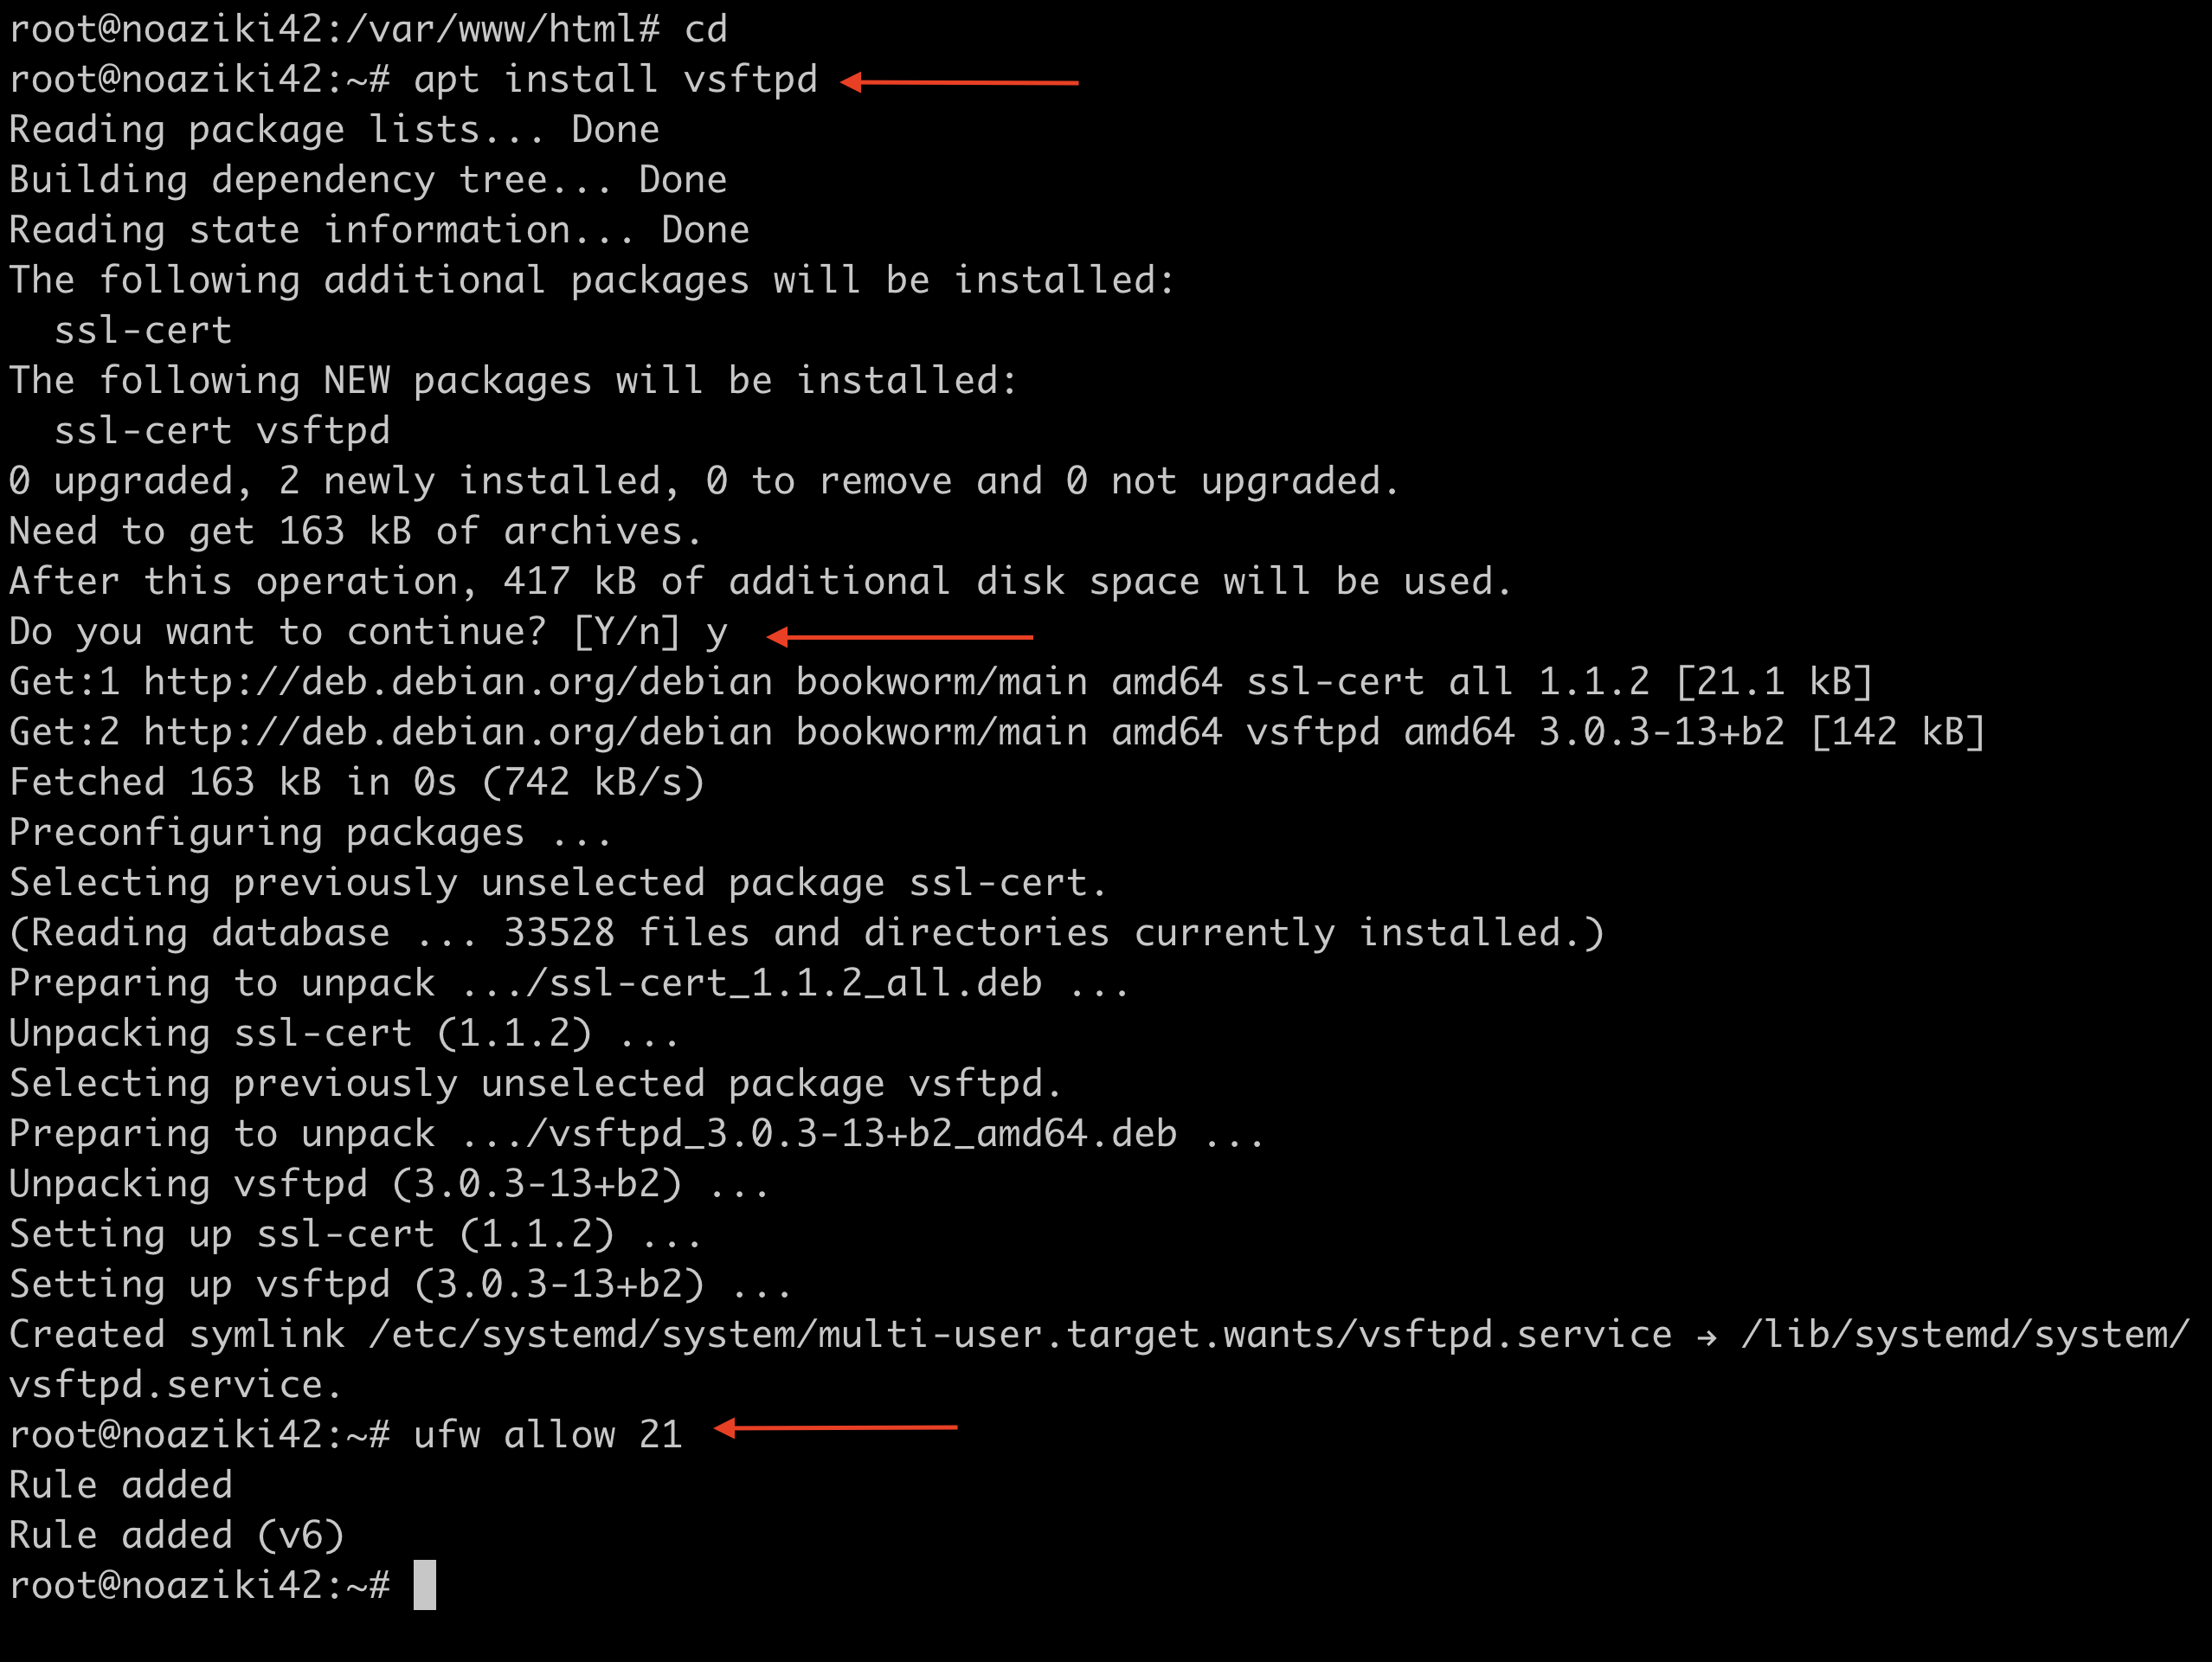 root@noaziki42:/var/www/html# cd
root@noaziki42:~# apt install vsftpd
Reading package lists... Done
Building dependency tree... Done
Reading state information... Done
The following additional packages will be installed:
  ssl-cert
The following NEW packages will be installed:
  ssl-cert vsftpd
0 upgraded, 2 newly installed, 0 to remove and 0 not upgraded.
Need to get 163 kB of archives.
After this operation, 417 kB of additional disk space will be used.
Do you want to continue? [Y/n] y
Get:1 http://deb.debian.org/debian bookworm/main amd64 ssl-cert all 1.1.2 [21.1 kB]
Get:2 http://deb.debian.org/debian bookworm/main amd64 vsftpd amd64 3.0.3-13+b2 [142 kB]
Fetched 163 kB in 0s (742 kB/s)
Preconfiguring packages ...
Selecting previously unselected package ssl-cert.
(Reading database ... 33528 files and directories currently installed.)
Preparing to unpack .../ssl-cert_1.1.2_all.deb ...
Unpacking ssl-cert (1.1.2) ...
Selecting previously unselected package vsftpd.
Preparing to unpack .../vsftpd_3.0.3-13+b2_amd64.deb ...
Unpacking vsftpd (3.0.3-13+b2) ...
Setting up ssl-cert (1.1.2) ...
Setting up vsftpd (3.0.3-13+b2) ...
Created symlink /etc/systemd/system/multi-user.target.wants/vsftpd.service → /lib/systemd/system/
vsftpd.service.
root@noaziki42:~# ufw allow 21
Rule added
Rule added (v6)
root@noaziki42:~#